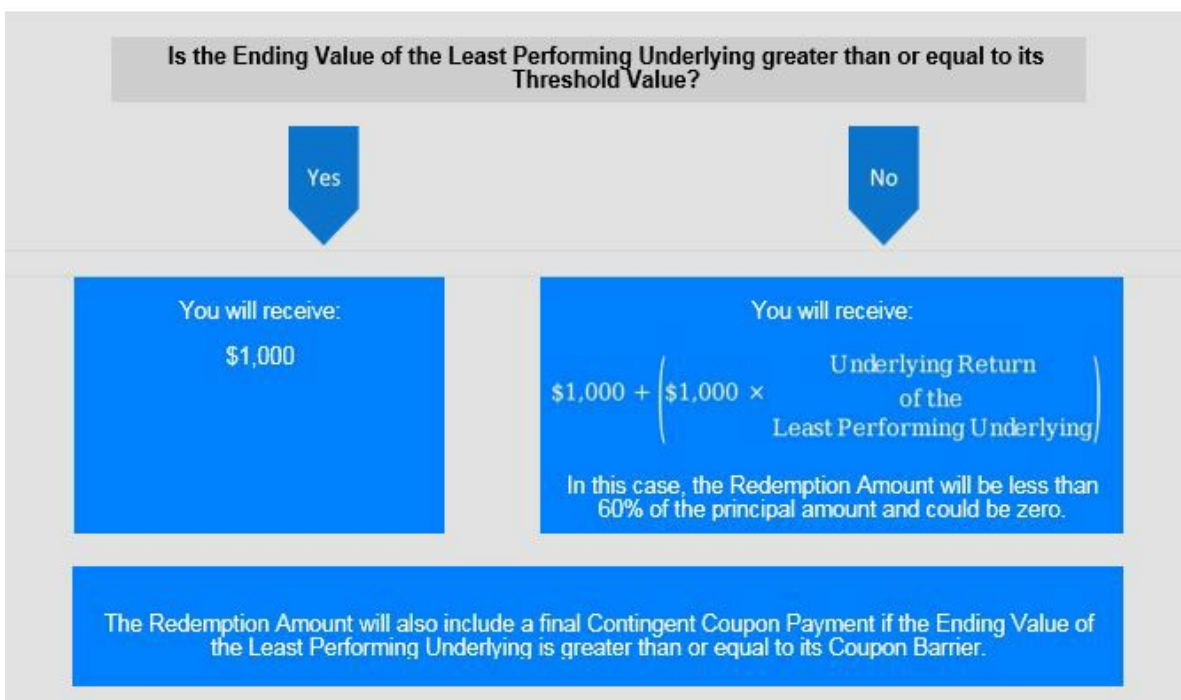 Is the Ending Value of the Least Performing Underlying greater than or equal to its
Threshold Value?
Yes
No
You will receive:
$1,000
You will receive:
$1,000 + ($1,000 × Underlying Return
of the
Least Performing Underlying)
In this case, the Redemption Amount will be less than
60% of the principal amount and could be zero.
The Redemption Amount will also include a final Contingent Coupon Payment if the Ending Value of
the Least Performing Underlying is greater than or equal to its Coupon Barrier.